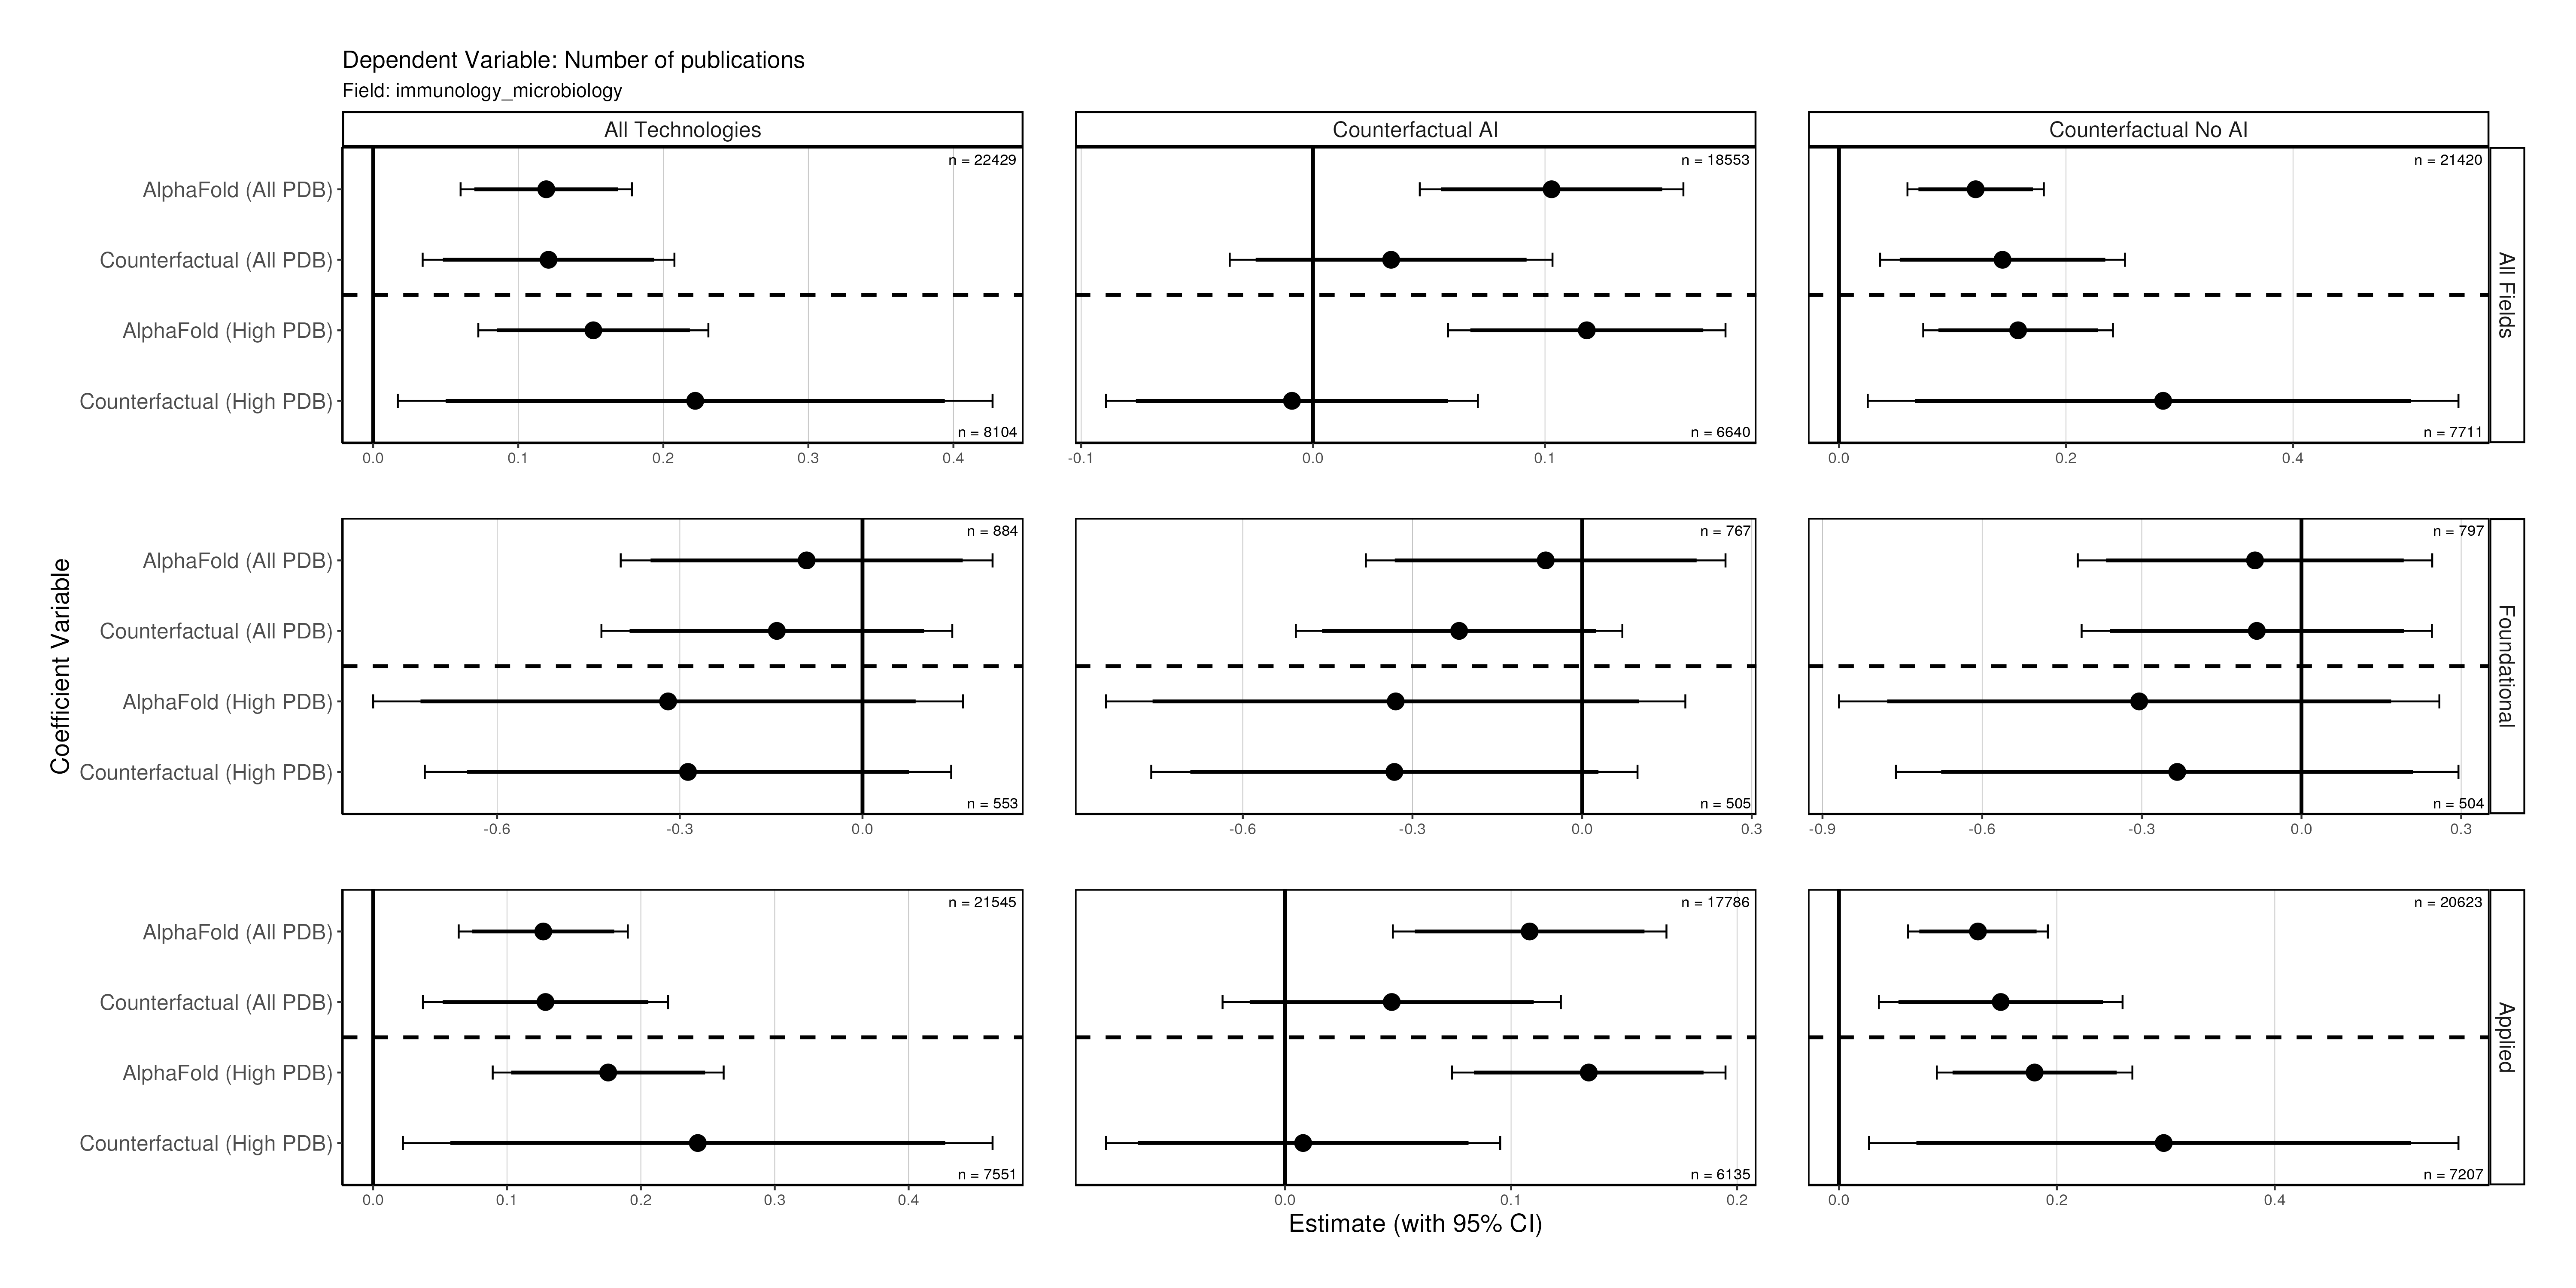 Dependent Variable: Number of publications
Field: immunology_microbiology
All Technologies
Counterfactual AI
Counterfactual No AI
Coefficient Variable
AlphaFold (All PDB)
Counterfactual (All PDB)
AlphaFold (High PDB)
Counterfactual (High PDB)
n = 22429
n = 8104
0.0 0.1 0.2 0.3 0.4
n = 18553
n = 6640
-0.1 0.0 0.1
n = 21420
n = 7711
0.0 0.2 0.4
All Fields
AlphaFold (All PDB)
Counterfactual (All PDB)
AlphaFold (High PDB)
Counterfactual (High PDB)
n = 884
n = 553
-0.6 -0.3 0.0
n = 767
n = 505
-0.6 -0.3 0.0 0.3
n = 797
n = 504
-0.9 -0.6 -0.3 0.0 0.3
Foundational
AlphaFold (All PDB)
Counterfactual (All PDB)
AlphaFold (High PDB)
Counterfactual (High PDB)
n = 21545
n = 7551
0.0 0.1 0.2 0.3 0.4
n = 17786
n = 6135
0.0 0.1 0.2
n = 20623
n = 7207
0.0 0.2 0.4
Applied
Estimate (with 95% CI)